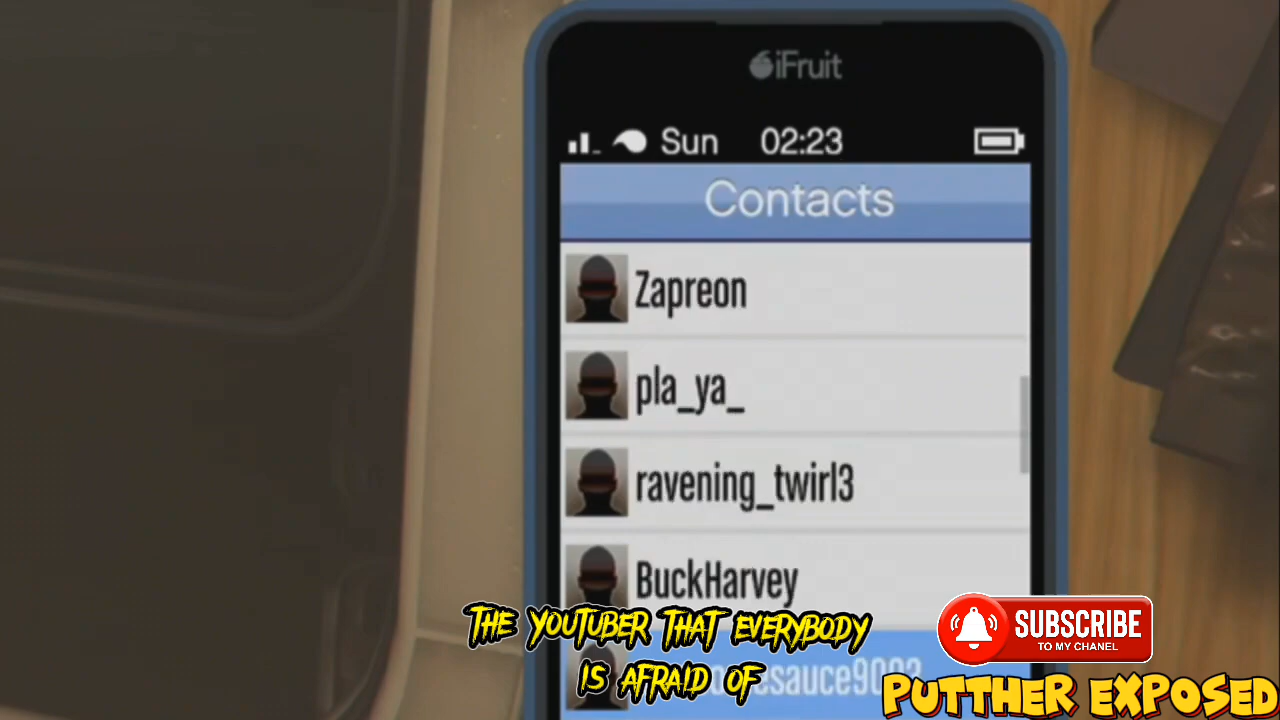 iFruit
Sun 02:23
Contacts
Zapreon
pla_ya_
ravening_twirl3
BuckHarvey
THE YOUTUBER THAT EVERYBODY
IS AFRAID OF
SUBSCRIBE
TO MY CHANEL
PUTTHER EXPOSED